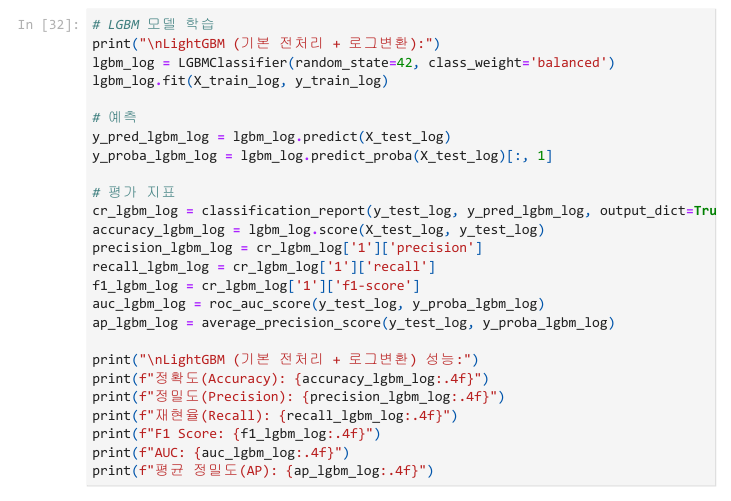 In [32]:
# LGBM 모델 학습
print("\nLightGBM (기본 전처리 + 로그변환):")
lgbm_log = LGBMClassifier(random_state=42, class_weight='balanced')
lgbm_log.fit(X_train_log, y_train_log)
# 예측
y_pred_lgbm_log = lgbm_log.predict(X_test_log)
y_proba_lgbm_log = lgbm_log.predict_proba(X_test_log)[:, 1]
# 평가 지표
cr_lgbm_log = classification_report(y_test_log, y_pred_lgbm_log, output_dict=Tru
accuracy_lgbm_log = lgbm_log.score(X_test_log, y_test_log)
precision_lgbm_log = cr_lgbm_log['1']['precision']
recall_lgbm_log = cr_lgbm_log['1']['recall']
f1_lgbm_log = cr_lgbm_log['1']['f1-score']
auc_lgbm_log = roc_auc_score(y_test_log, y_proba_lgbm_log)
ap_lgbm_log = average_precision_score(y_test_log, y_proba_lgbm_log)
print("\nLightGBM (기본 전처리 + 로그변환) 성능:")
print(f"정확도(Accuracy): {accuracy_lgbm_log:.4f}")
print(f"정밀도(Precision): {precision_lgbm_log:.4f}")
print(f"재현율(Recall): {recall_lgbm_log:.4f}")
print(f"F1 Score: {f1_lgbm_log:.4f}")
print(f"AUC: {auc_lgbm_log:.4f}")
print(f"평균 정밀도(AP): {ap_lgbm_log:.4f}")